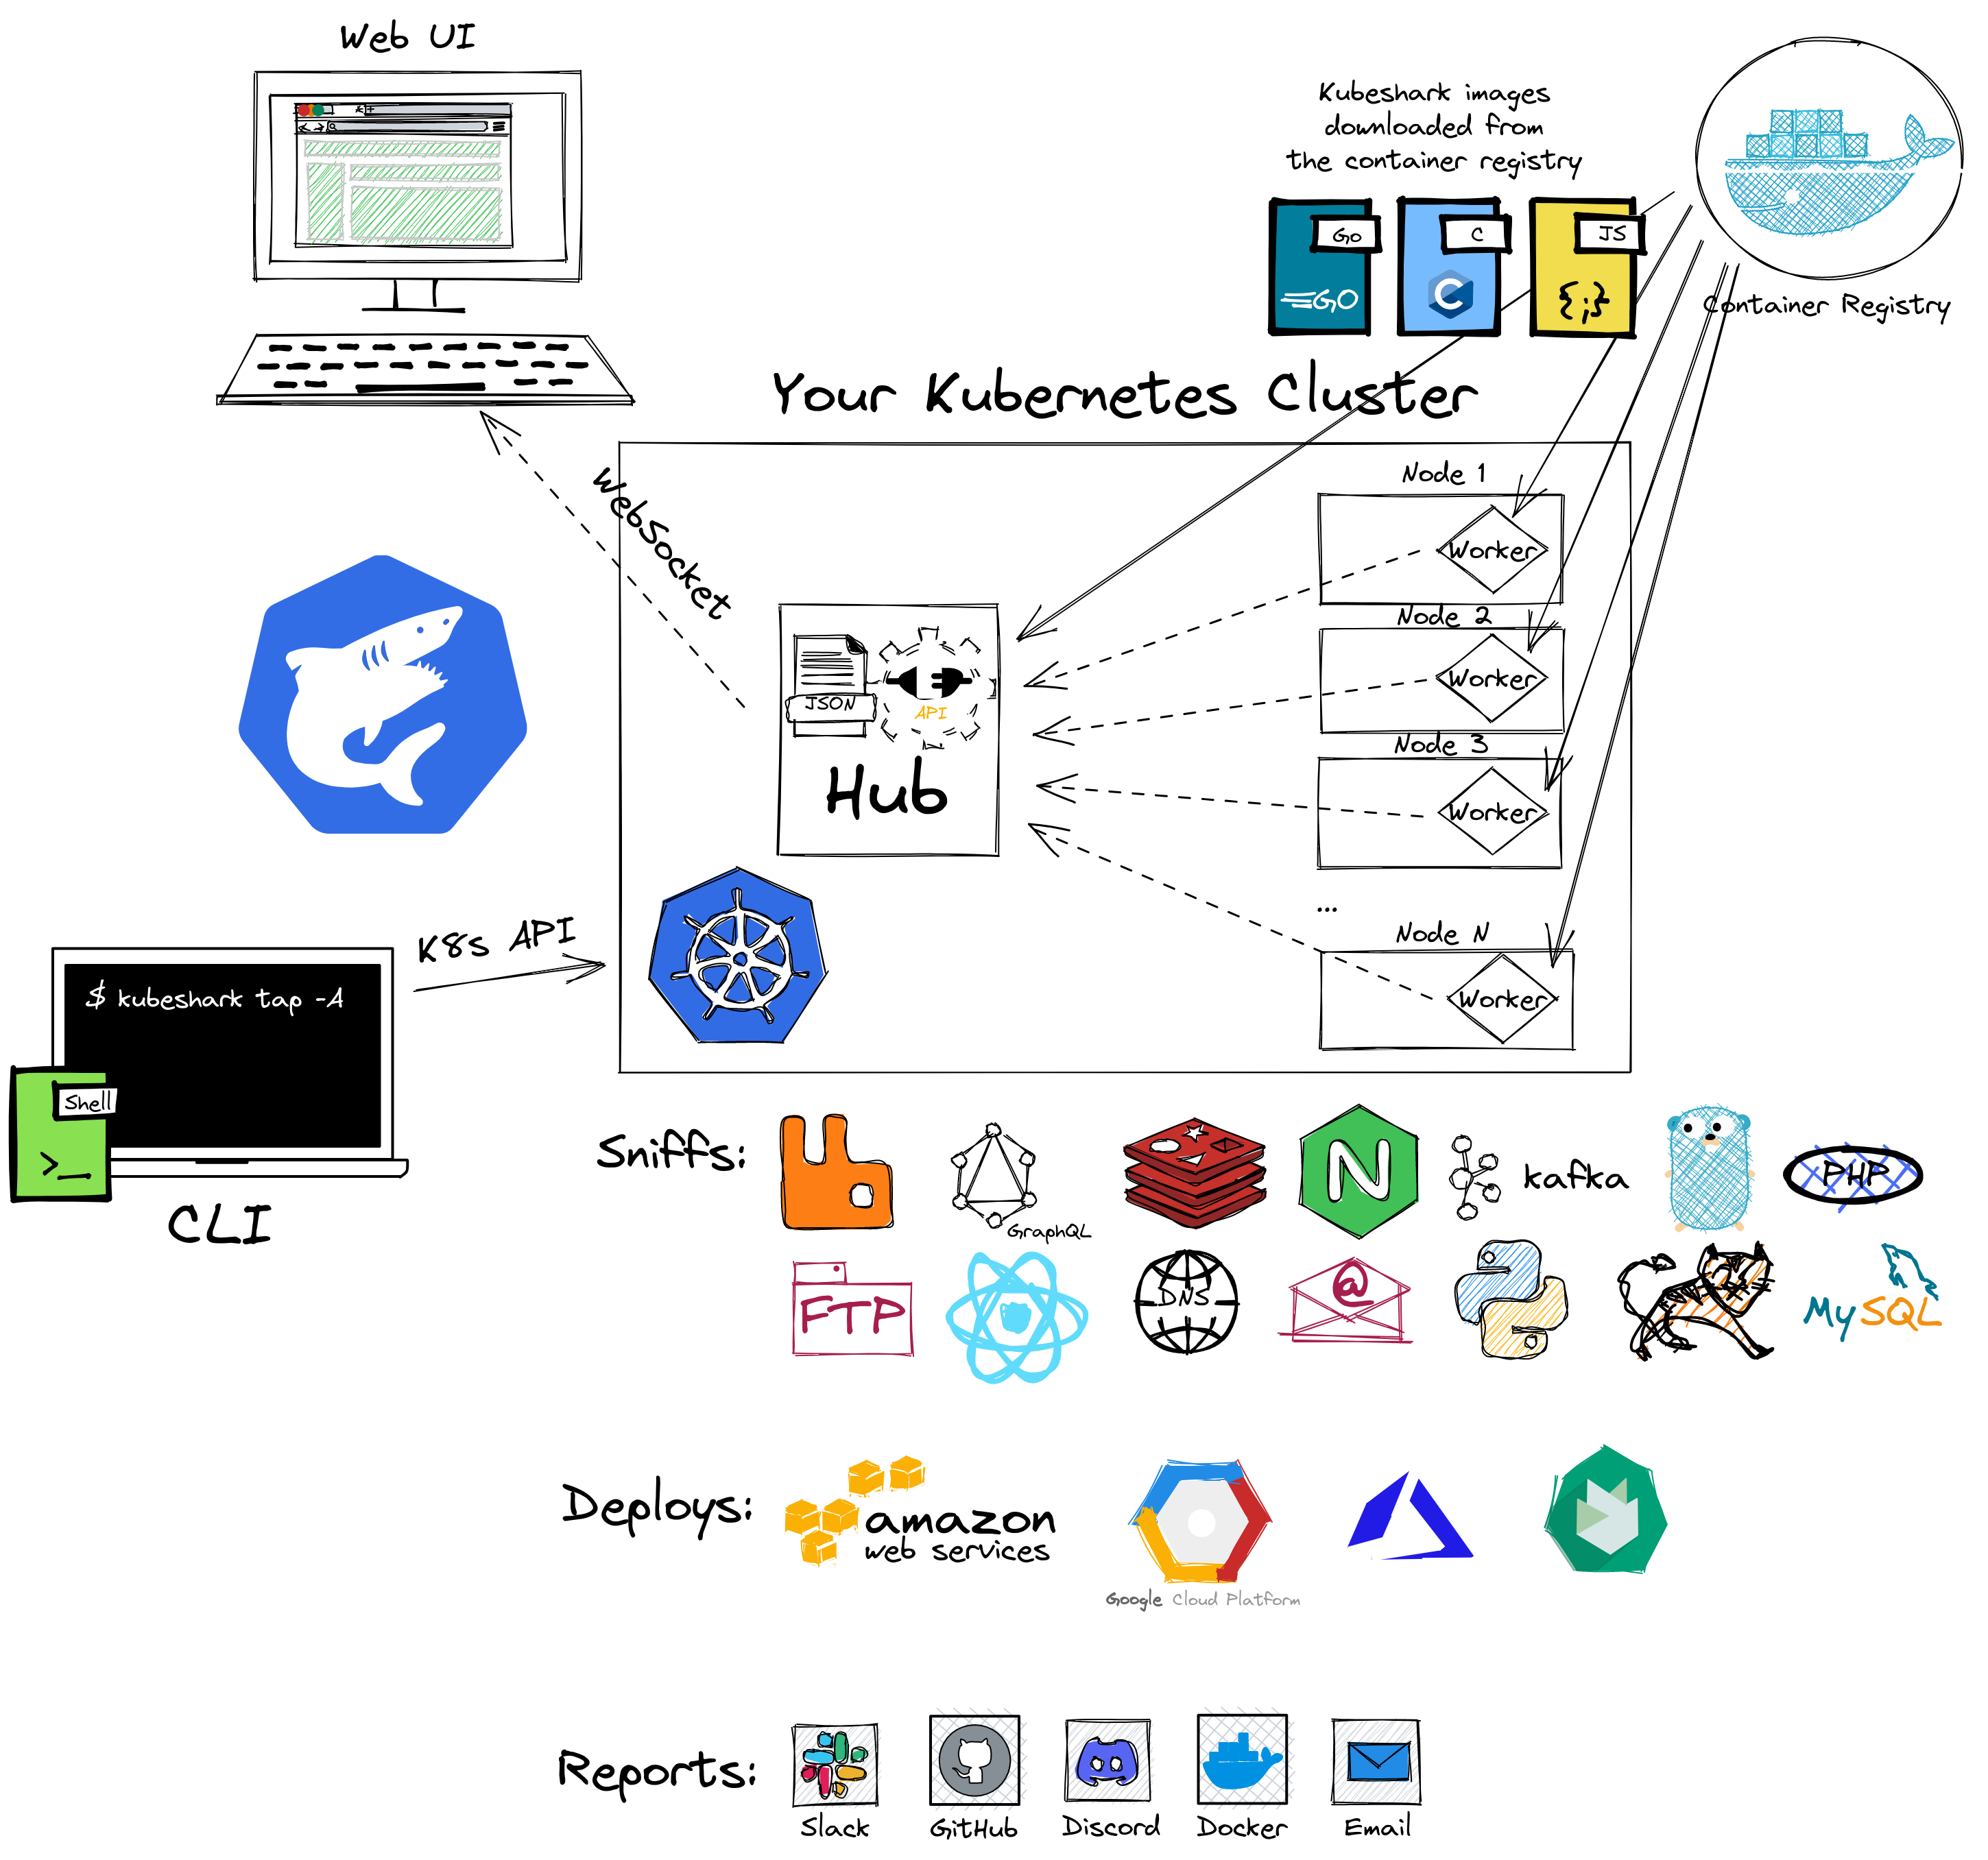 Web UI
Kubeshark images
downloaded from
the container registry
Go
GO
C
C
JS
{;}
Container Registry
Your Kubernetes Cluster
WebSocket
Node 1
Worker
Node 2
Worker
Node 3
Worker
...
Node N
Worker
JSON
API
Hub
K8s API
$ kubeshark tap -A
Shell
>_
CLI
Sniffs:
GraphQL
N
kafka
PHP
FTP
DNS
@
MySQL
Deploys:
amazon
web services
Google Cloud Platform
Reports:
Slack
GitHub
Discord
Docker
Email